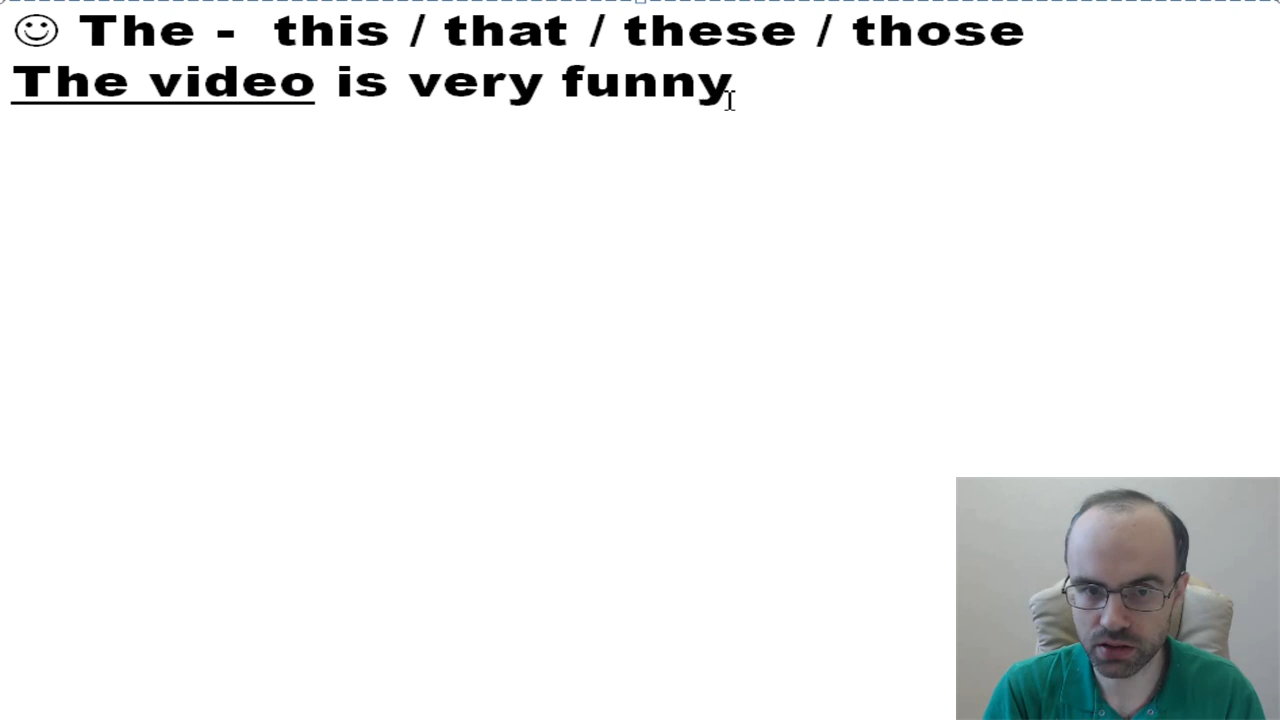 ☺ The - this / that / these / those
The video is very funny